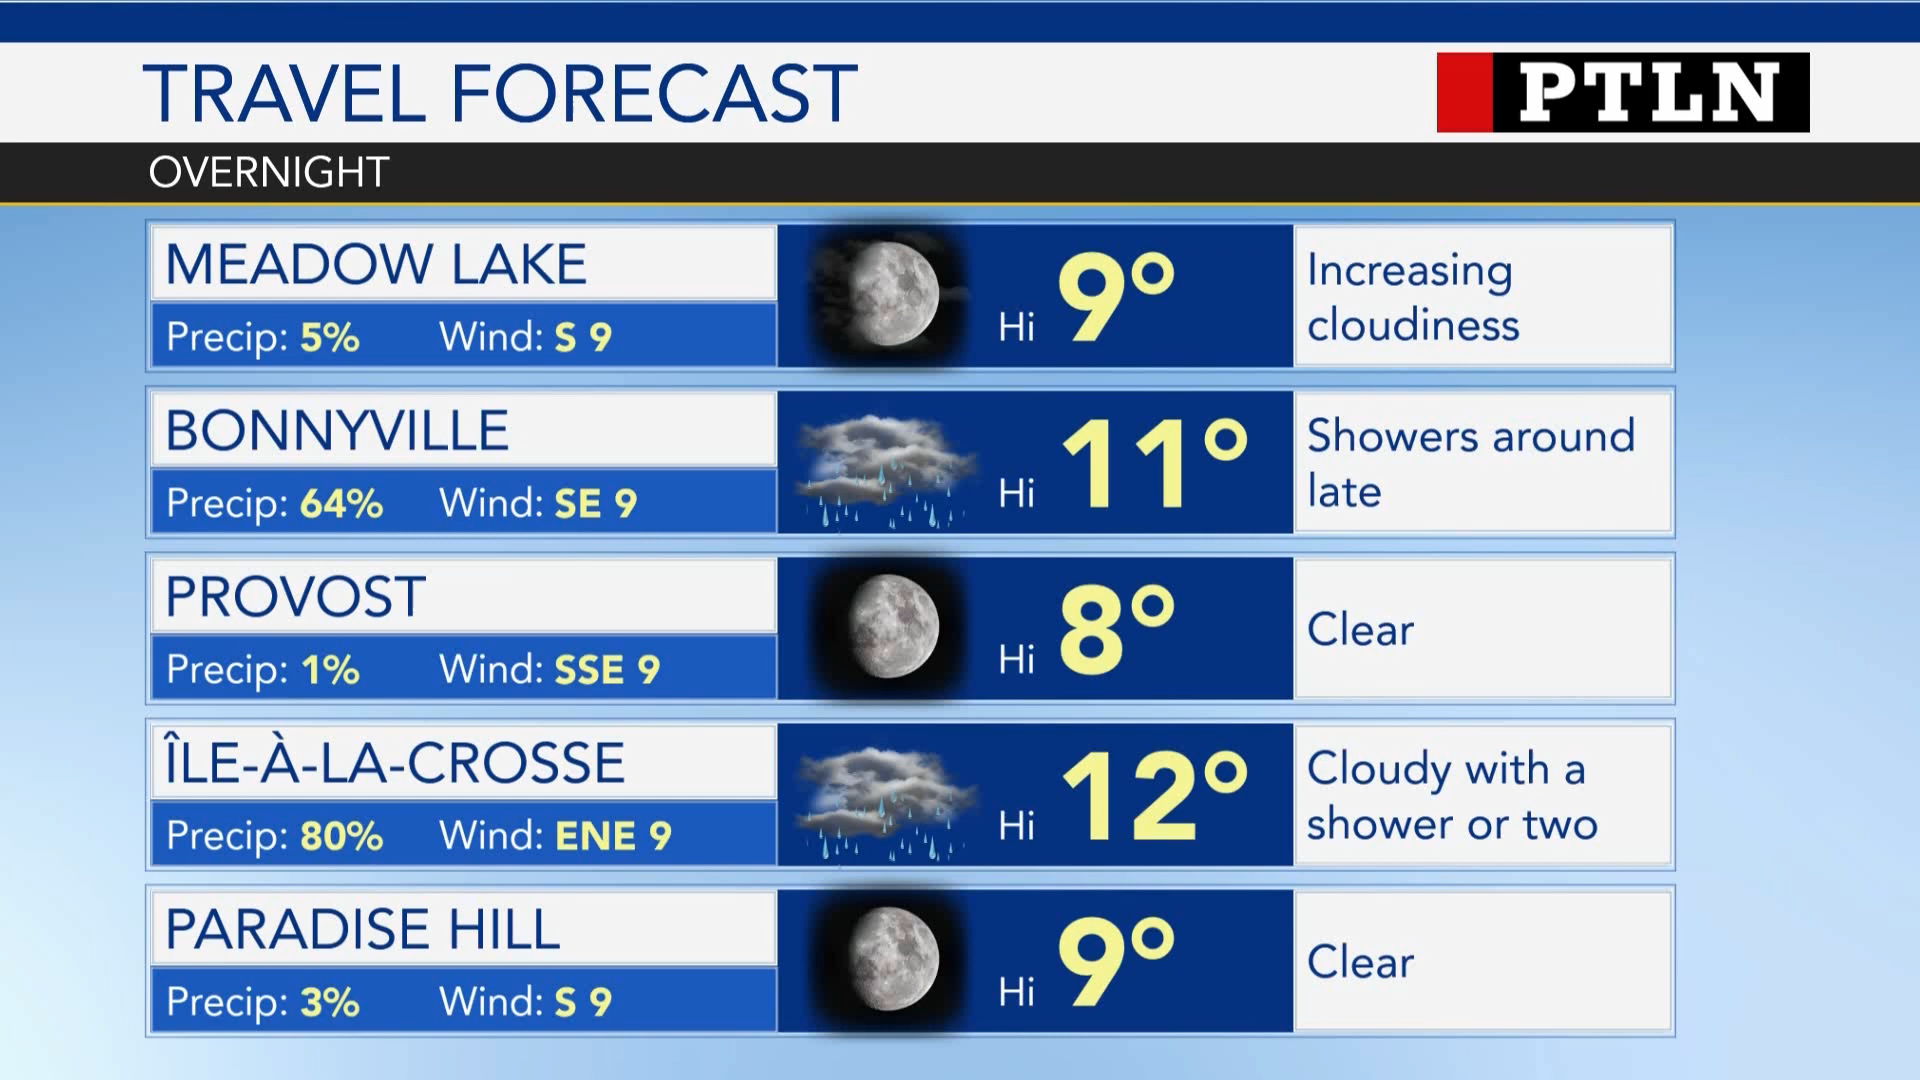 TRAVEL FORECAST
PTLN
OVERNIGHT
MEADOW LAKE
Precip: 5% Wind: S 9
Hi 9°
Increasing
cloudiness
BONNYVILLE
Precip: 64% Wind: SE 9
Hi 11°
Showers around
late
PROVOST
Precip: 1% Wind: SSE 9
Hi 8°
Clear
ÎLE-À-LA-CROSSE
Precip: 80% Wind: ENE 9
Hi 12°
Cloudy with a
shower or two
PARADISE HILL
Precip: 3% Wind: S 9
Hi 9°
Clear